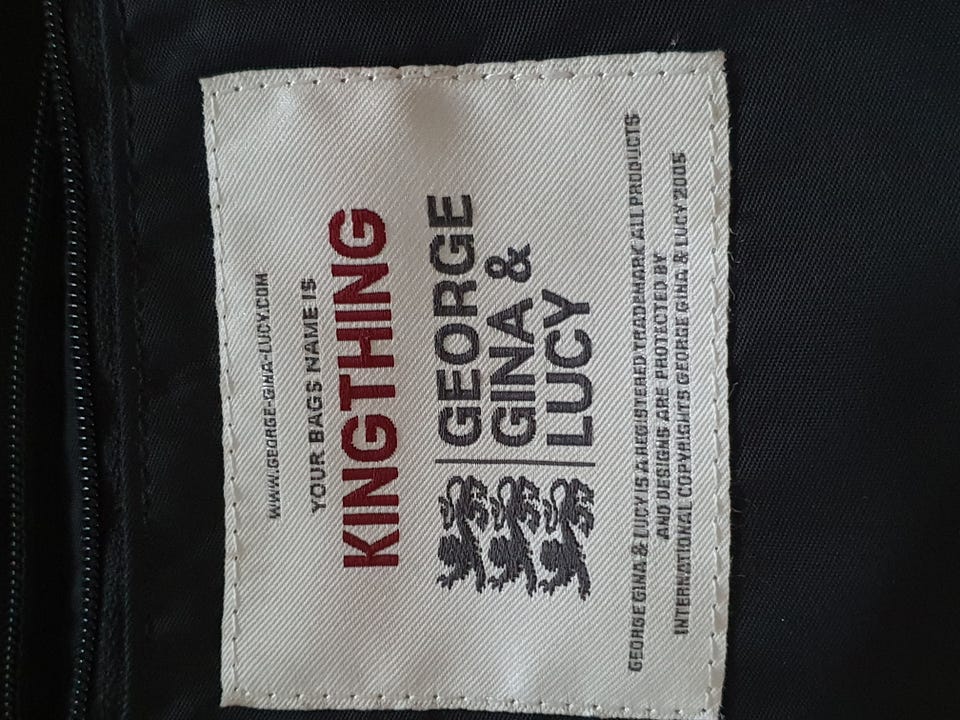 WWW.GEORGE-GINA-LUCY.COM
YOUR BAGS NAME IS
KINGTHING
GEORGE
GINA &
LUCY
GEORGE GINA & LUCY IS A REGISTERED TRADEMARK ALL PRODUCTS
AND DESIGNS ARE PROTECTED BY
INTERNATIONAL COPYRIGHTS GEORGE GINA & LUCY 2005